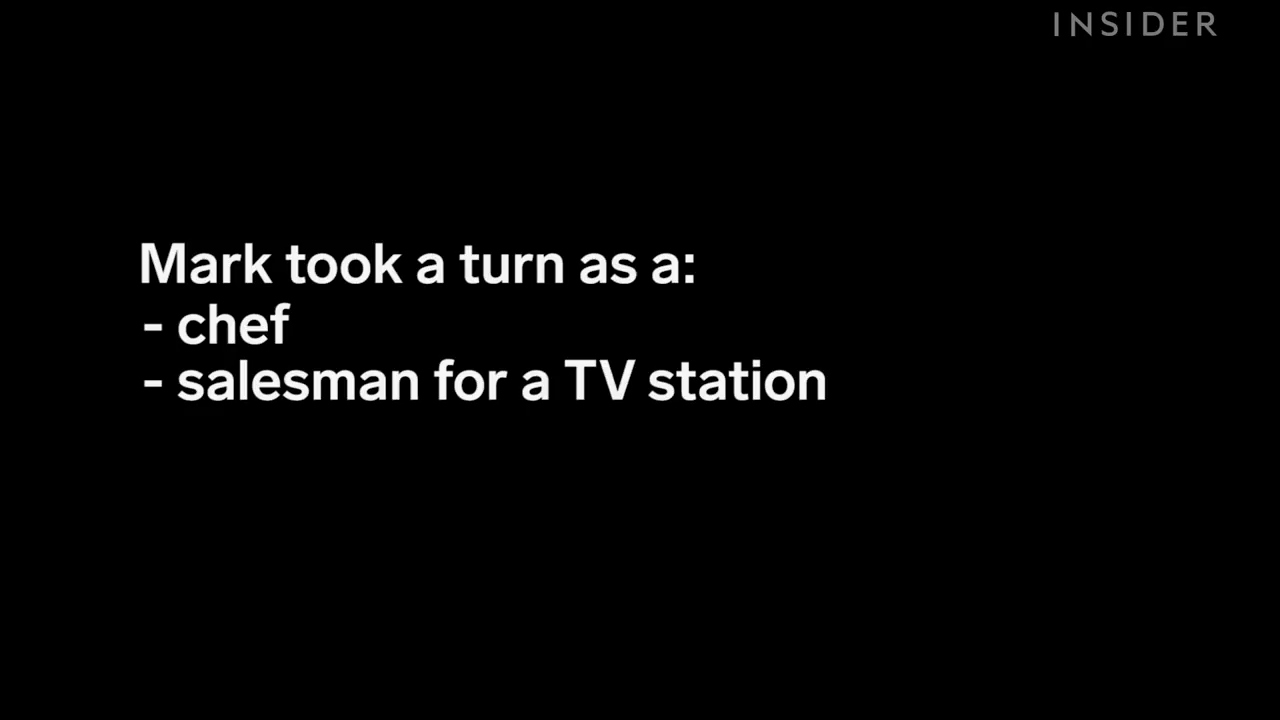 INSIDER
Mark took a turn as a:
- chef
- salesman for a TV station